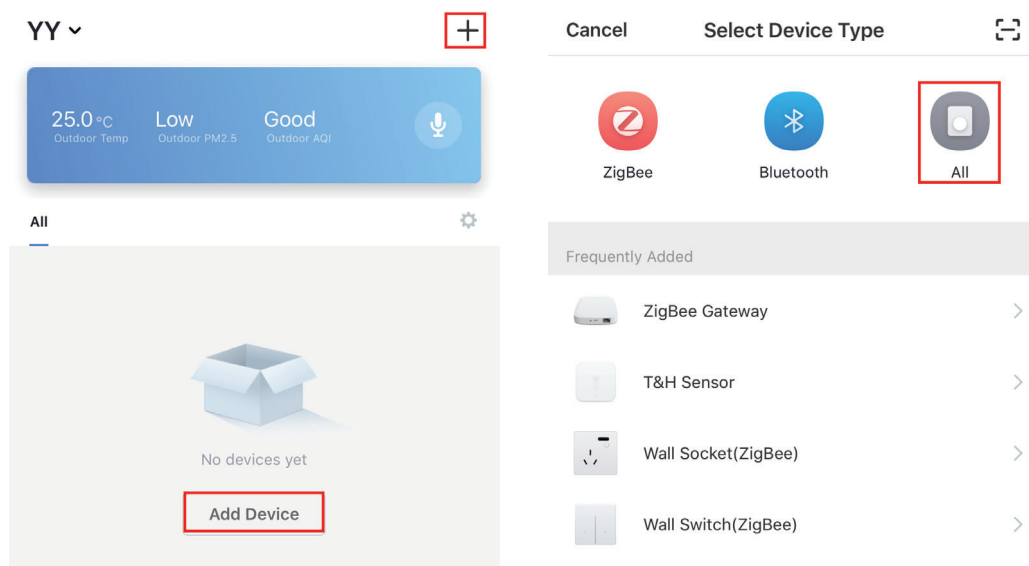 YY
25.0 °C Low Good
Outdoor Temp Outdoor PM2.5 Outdoor AQI
All
No devices yet
Add Device
Cancel Select Device Type
ZigBee Bluetooth All
Frequently Added
ZigBee Gateway
T&H Sensor
Wall Socket(ZigBee)
Wall Switch(ZigBee)